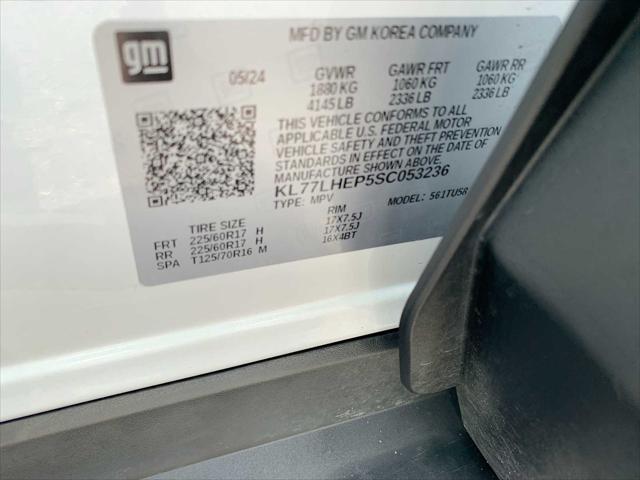 gm
MFD BY GM KOREA COMPANY
05/24 GVWR GAWR FRT GAWR RR
1880 KG 1060 KG 1060 KG
4145 LB 2336 LB 2336 LB
THIS VEHICLE CONFORMS TO ALL
APPLICABLE U.S. FEDERAL MOTOR
VEHICLE SAFETY AND THEFT PREVENTION
STANDARDS IN EFFECT ON THE DATE OF
MANUFACTURE SHOWN ABOVE.
KL77LHEP5SC053236
TYPE: MPV MODEL: 561TU58
TIRE SIZE RIM
FRT 225/60R17 H 17X7.5J
RR 225/60R17 H 17X7.5J
SPA T125/70R16 M 16X4BT